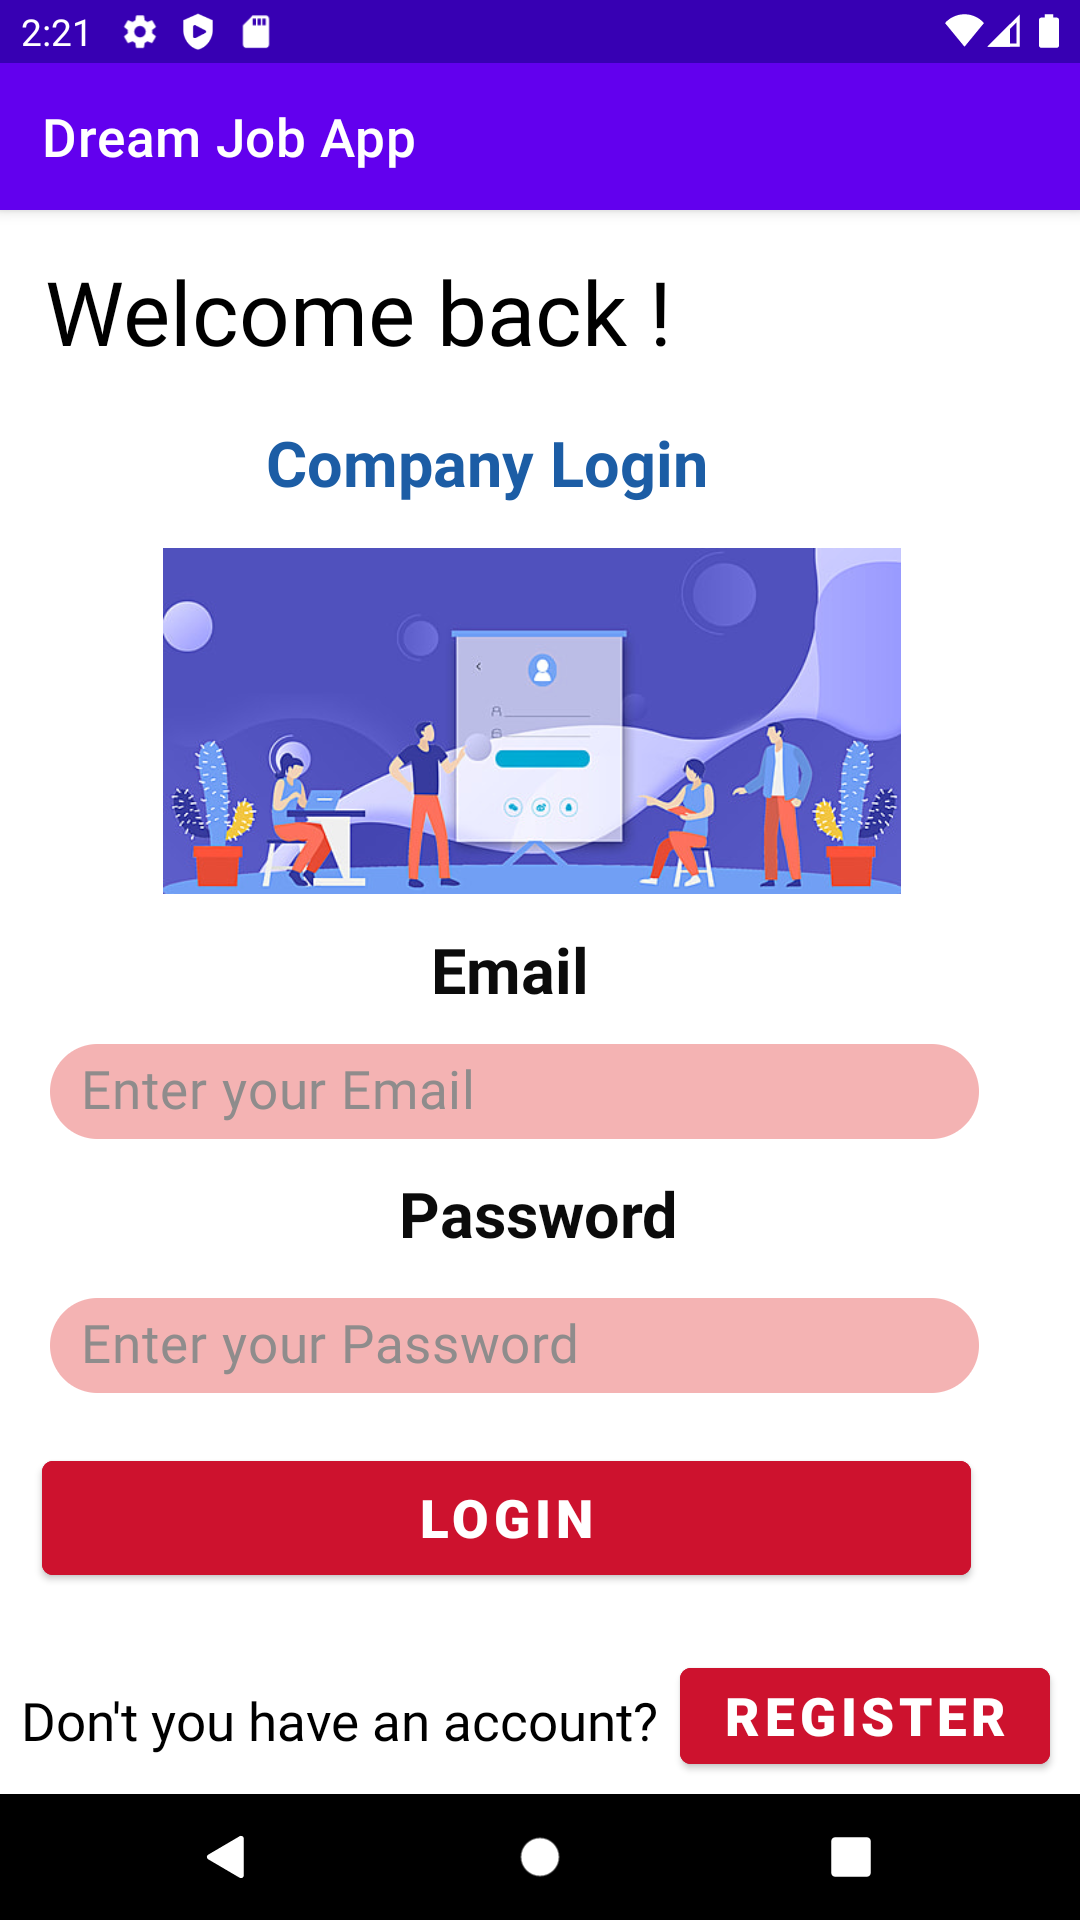 2:21
Dream Job App
Welcome back !
Company Login
Email
Enter your Email
Password
Enter your Password
LOGIN
Don't you have an account?
REGISTER